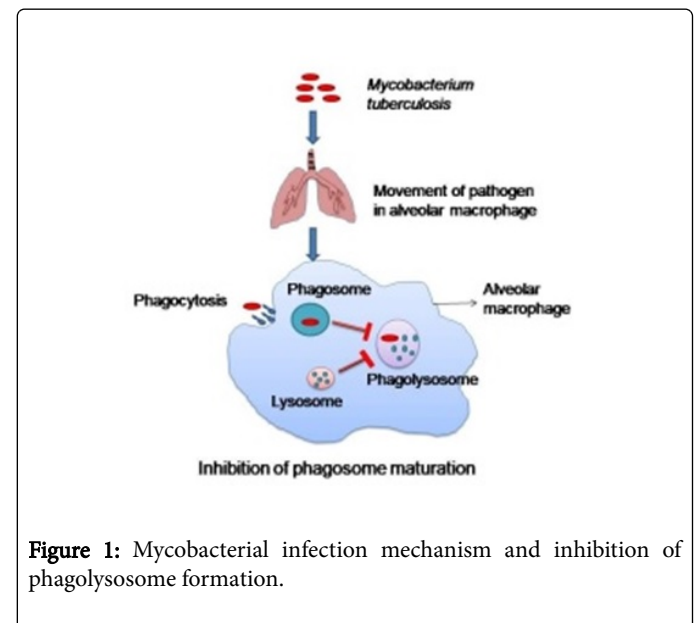 Mycobacterium
tuberculosis
Movement of pathogen
in alveolar macrophage
Phagocytosis
Phagosome
Alveolar
macrophage
Phagolysosome
Lysosome
Inhibition of phagosome maturation
Figure 1: Mycobacterial infection mechanism and inhibition of
phagolysosome formation.